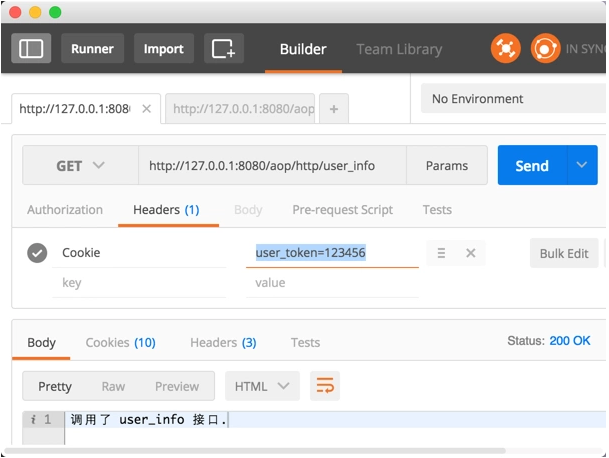 Runner Import Builder Team Library IN SYNC
http://127.0.0.1:8080 http://127.0.0.1:8080/aop + No Environment
GET http://127.0.0.1:8080/aop/http/user_info Params Send
Authorization Headers (1) Body Pre-request Script Tests
Cookie user_token=123456 Bulk Edit
key value
Body Cookies (10) Headers (3) Tests Status: 200 OK
Pretty Raw Preview HTML
i 1 调用了 user_info 接口.